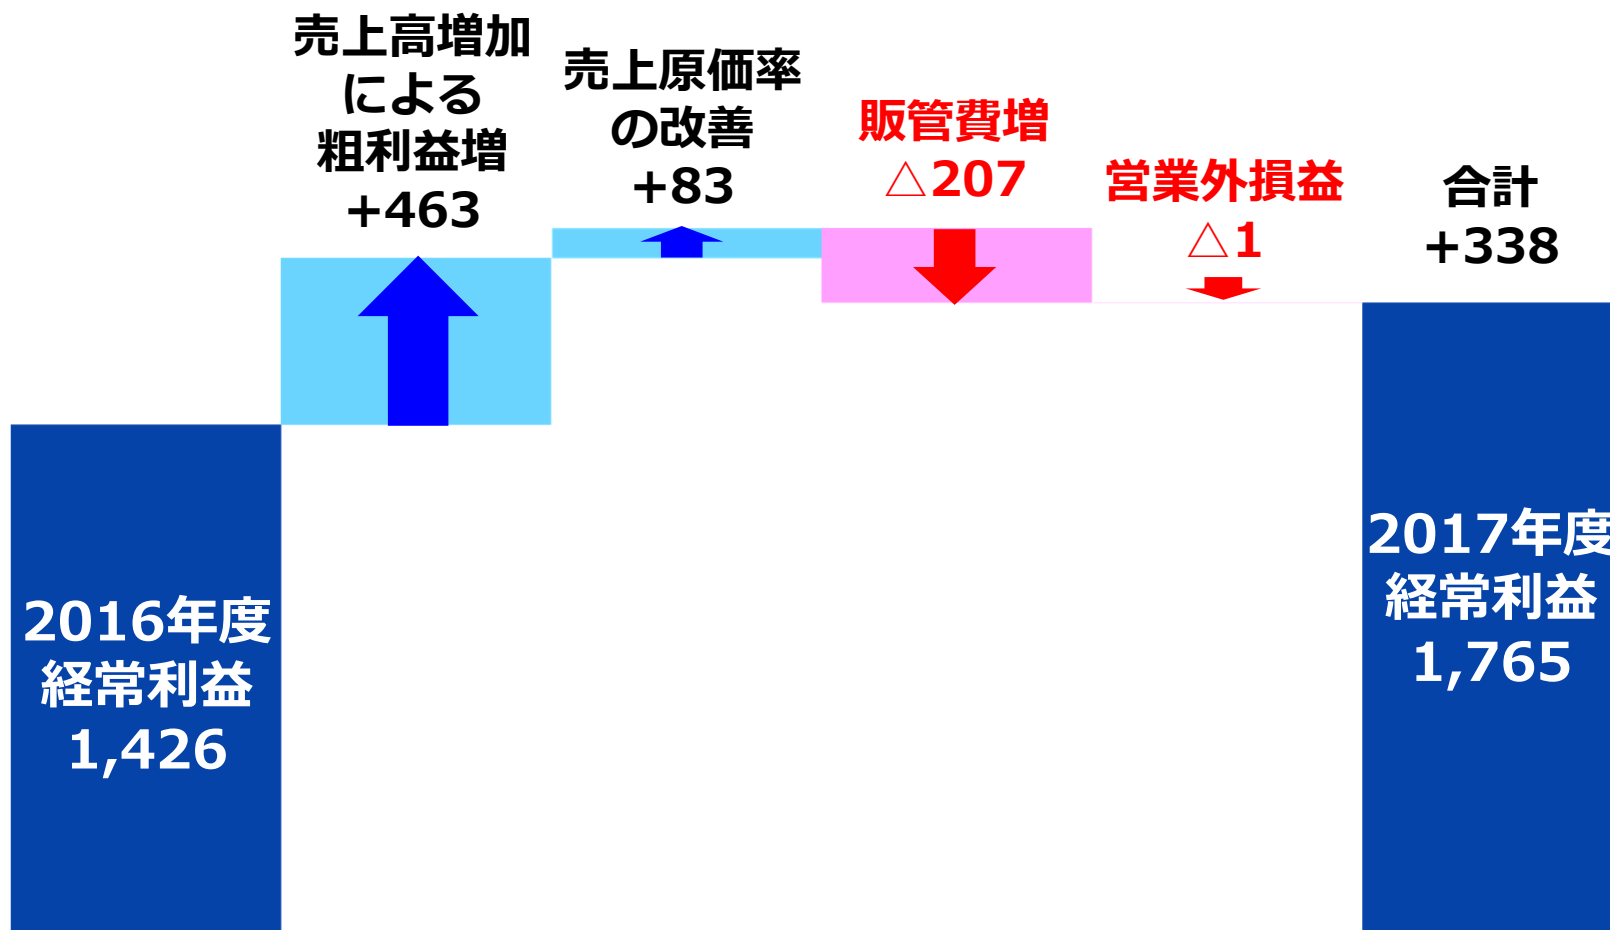 売上高増加
による
粗利益増
+463
売上原価率
の改善
+83
販管費増
△207
営業外損益
△1
合計
+338
2016年度
経常利益
1,426
2017年度
経常利益
1,765